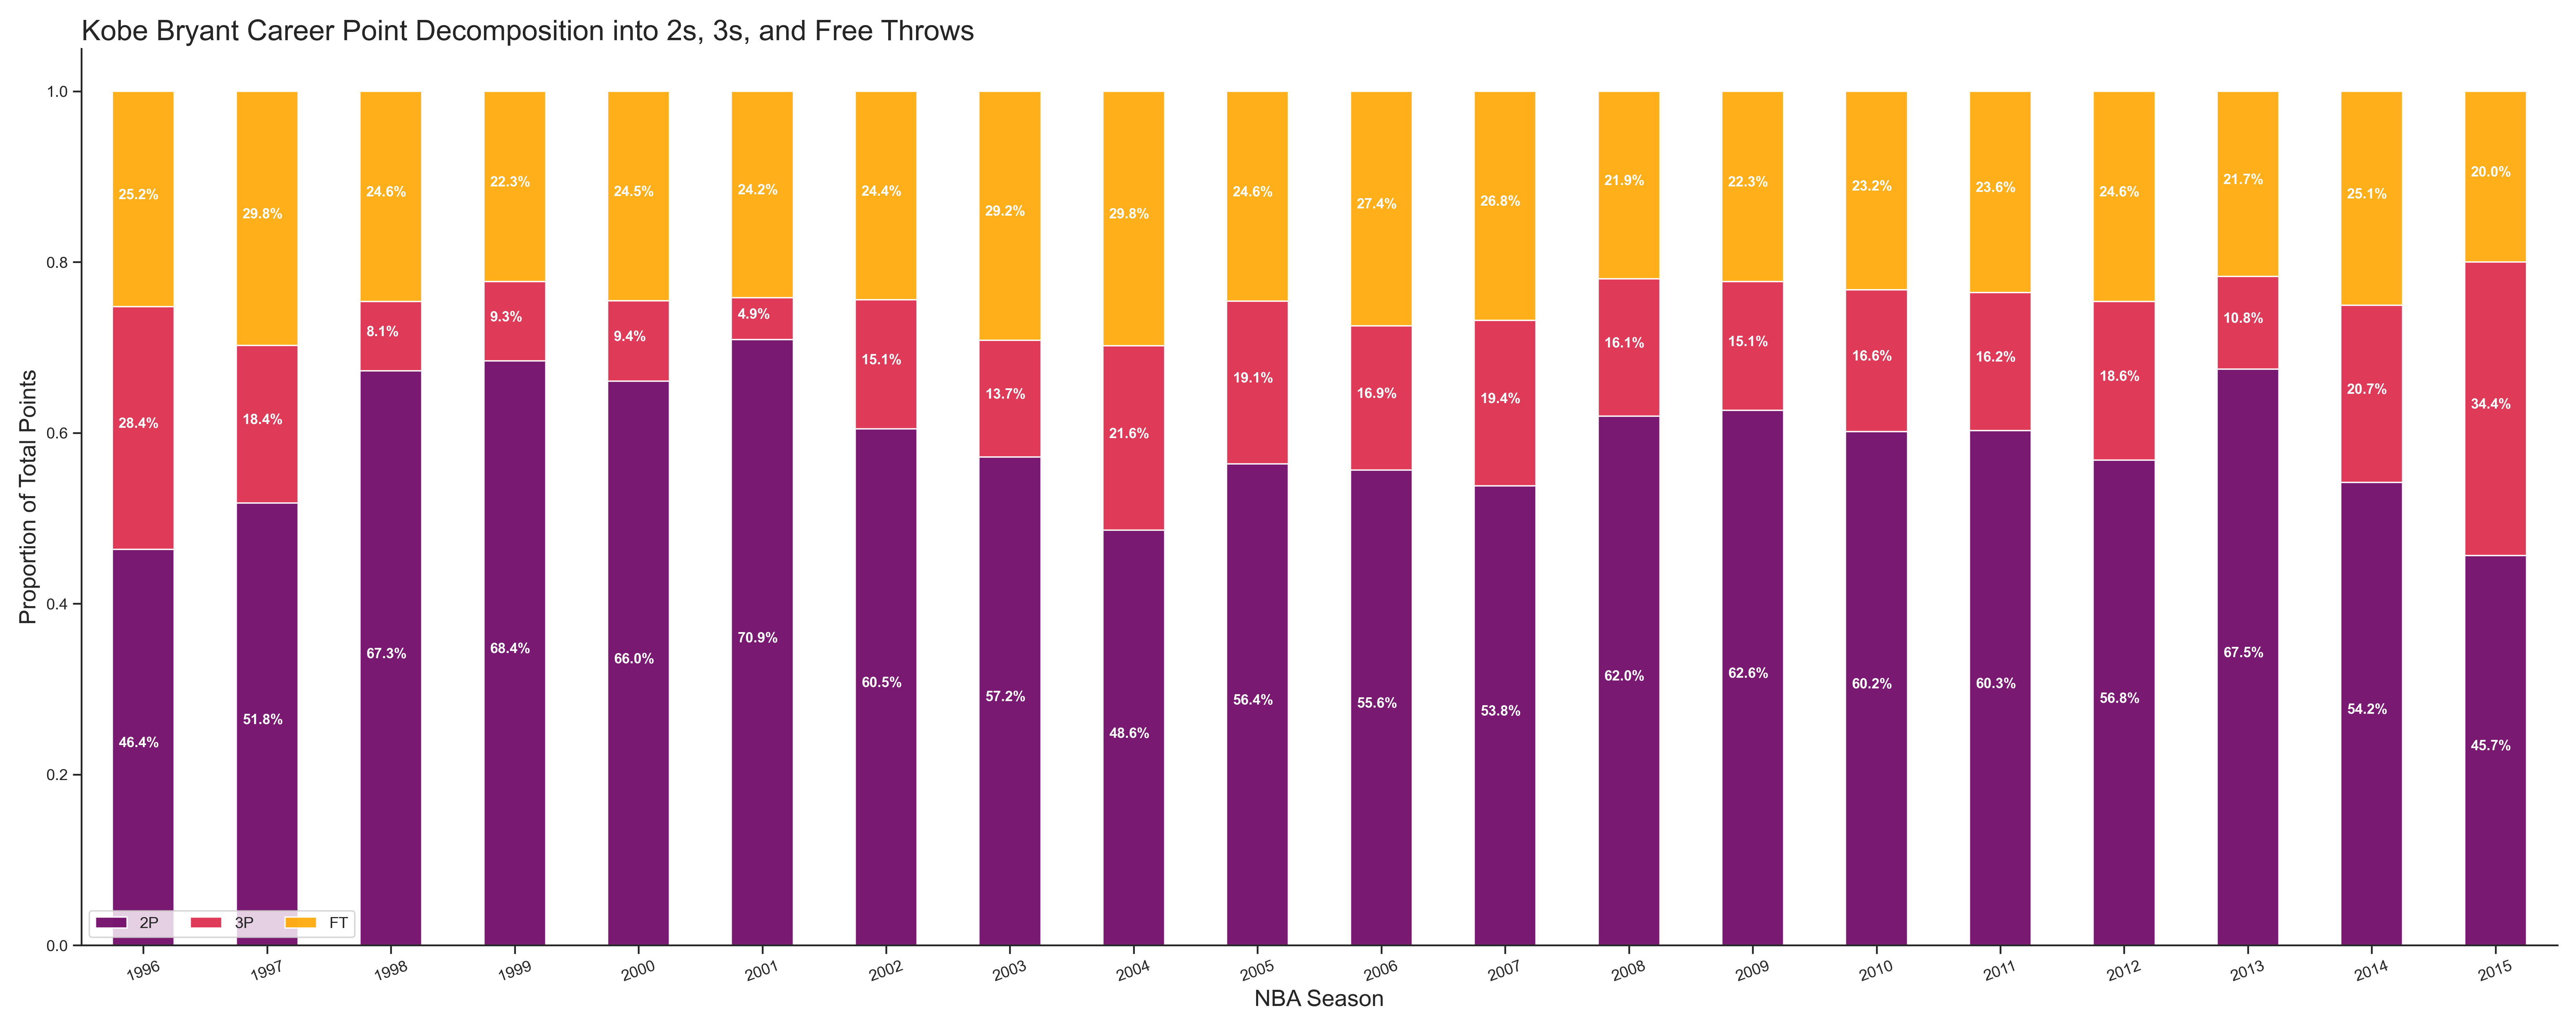 Kobe Bryant Career Point Decomposition into 2s, 3s, and Free Throws
Proportion of Total Points
1.0
0.8
0.6
0.4
0.2
0.0
25.2% 29.8% 24.6% 22.3% 24.5% 24.2% 24.4% 29.2% 29.8% 24.6% 27.4% 26.8% 21.9% 22.3% 23.2% 23.6% 24.6% 21.7% 25.1% 20.0%
28.4% 18.4% 8.1% 9.3% 9.4% 4.9% 15.1% 13.7% 21.6% 19.1% 16.9% 19.4% 16.1% 15.1% 16.6% 16.2% 18.6% 10.8% 20.7% 34.4%
46.4% 51.8% 67.3% 68.4% 66.0% 70.9% 60.5% 57.2% 48.6% 56.4% 55.6% 53.8% 62.0% 62.6% 60.2% 60.3% 56.8% 67.5% 54.2% 45.7%
2P 3P FT
1996 1997 1998 1999 2000 2001 2002 2003 2004 2005 2006 2007 2008 2009 2010 2011 2012 2013 2014 2015
NBA Season